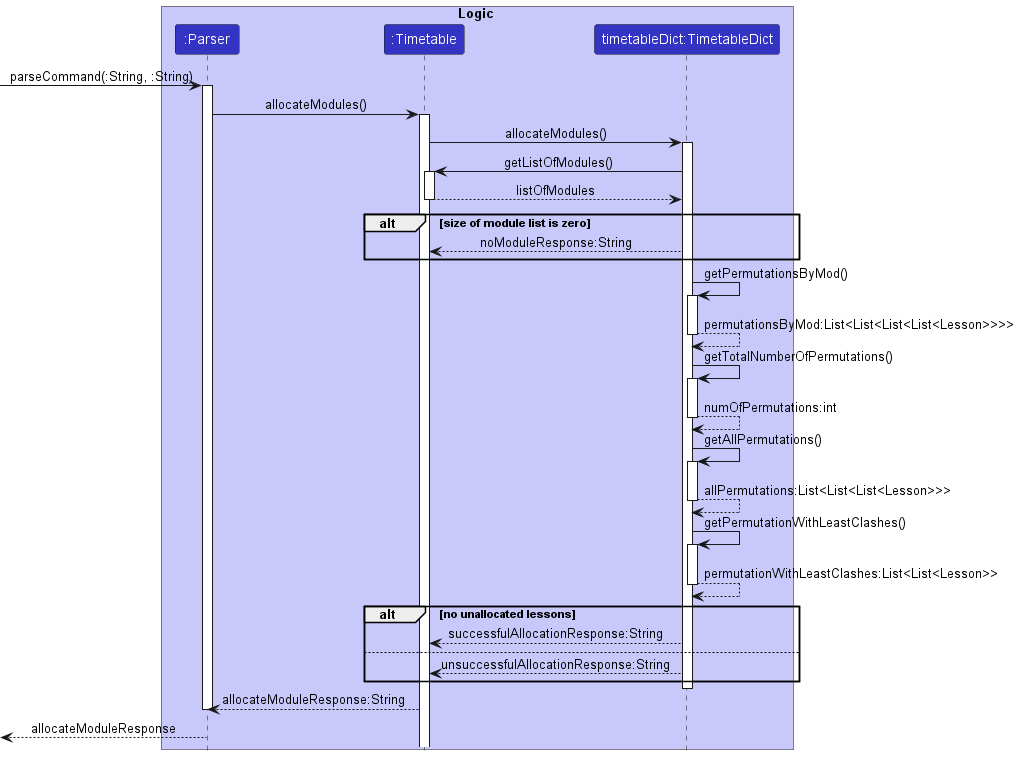 Logic
:Parser
:Timetable
timetableDict:TimetableDict
parseCommand(:String, :String)
allocateModules()
allocateModules()
getListOfModules()
listOfModules
alt [size of module list is zero]
noModuleResponse:String
getPermutationsByMod()
permutationsByMod:List<List<List<List<Lesson>>>>
getTotalNumberOfPermutations()
numOfPermutations:int
getAllPermutations()
allPermutations:List<List<List<Lesson>>>
getPermutationWithLeastClashes()
permutationWithLeastClashes:List<List<Lesson>>
alt [no unallocated lessons]
successfulAllocationResponse:String
unsuccessfulAllocationResponse:String
allocateModuleResponse:String
allocateModuleResponse